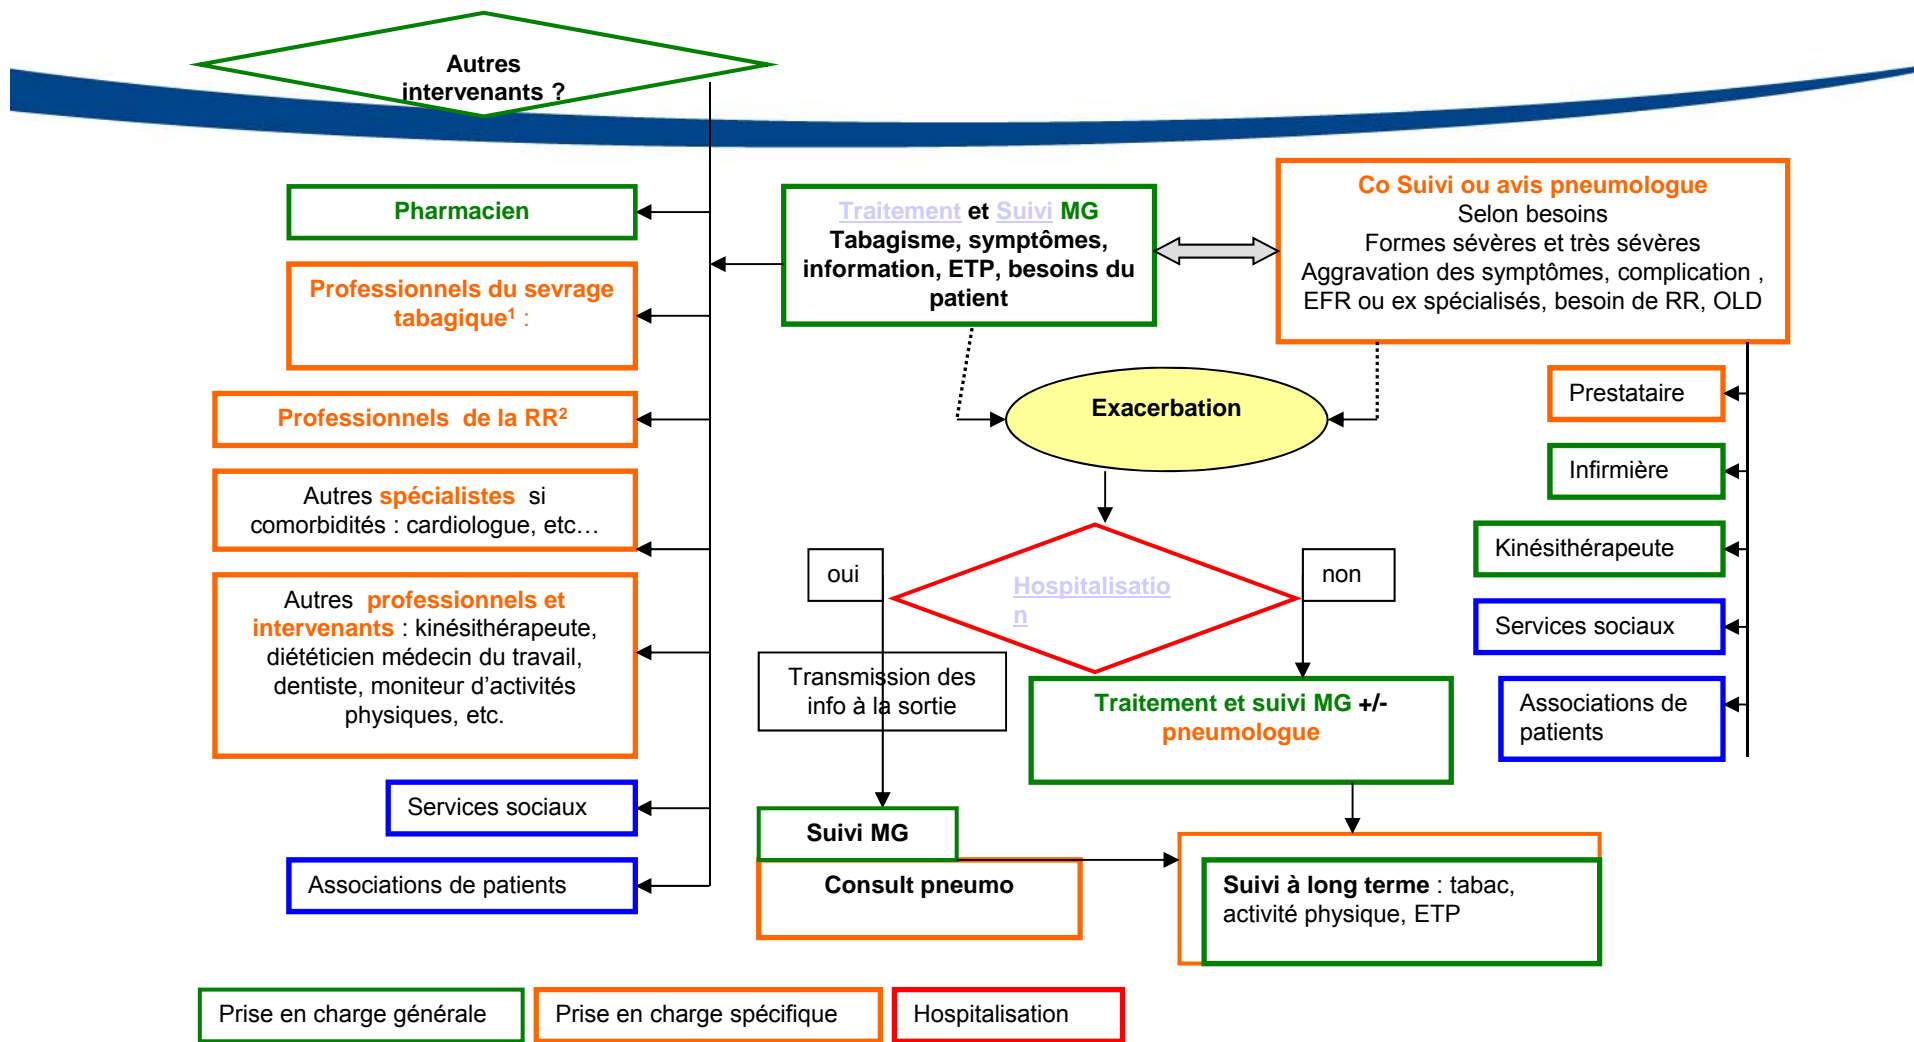 Autres
intervenants ?
Pharmacien
Professionnels du sevrage
tabagique¹ :
Professionnels de la RR²
Autres spécialistes si
comorbidités : cardiologue, etc…
Autres professionnels et
intervenants : kinésithérapeute,
diététicien médecin du travail,
dentiste, moniteur d’activités
physiques, etc.
Services sociaux
Associations de patients
Traitement et Suivi MG
Tabagisme, symptômes,
information, ETP, besoins du
patient
Co Suivi ou avis pneumologue
Selon besoins
Formes sévères et très sévères
Aggravation des symptômes, complication ,
EFR ou ex spécialisés, besoin de RR, OLD
Exacerbation
oui
Hospitalisatio
n
non
Transmission des
info à la sortie
Traitement et suivi MG +/-
pneumologue
Suivi MG
Consult pneumo
Suivi à long terme : tabac,
activité physique, ETP
Prestataire
Infirmière
Kinésithérapeute
Services sociaux
Associations de
patients
Prise en charge générale
Prise en charge spécifique
Hospitalisation